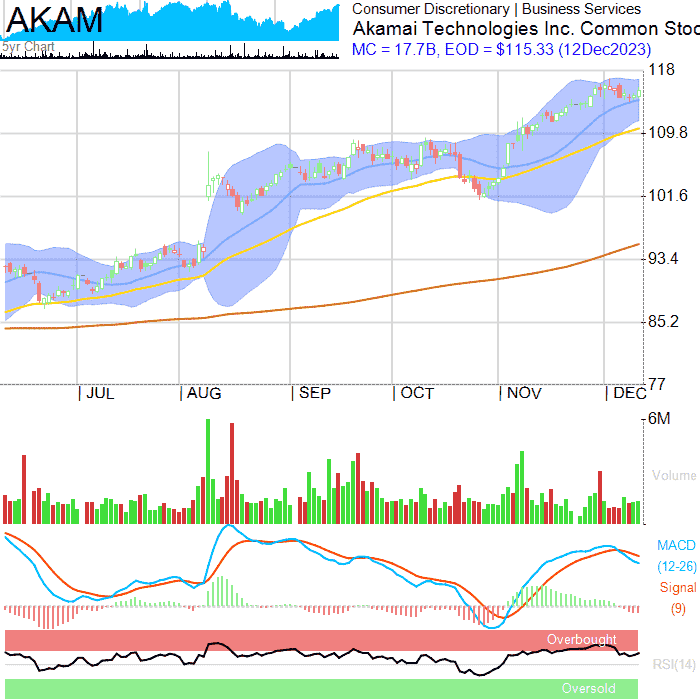 AKAM
5yr Chart
Consumer Discretionary | Business Services
Akamai Technologies Inc. Common Stoc
MC = 17.7B, EOD = $115.33 (12Dec2023)
118
109.8
101.6
93.4
85.2
77
| JUL | AUG | SEP | OCT | NOV | DEC
6M
Volume
MACD
(12-26)
Signal
(9)
Overbought
RSI(14)
Oversold